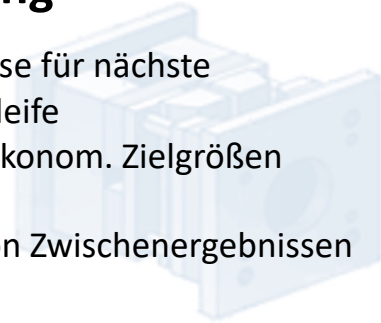 ng
se für nächste
leife
konom. Zielgrößen
n Zwischenergebnissen